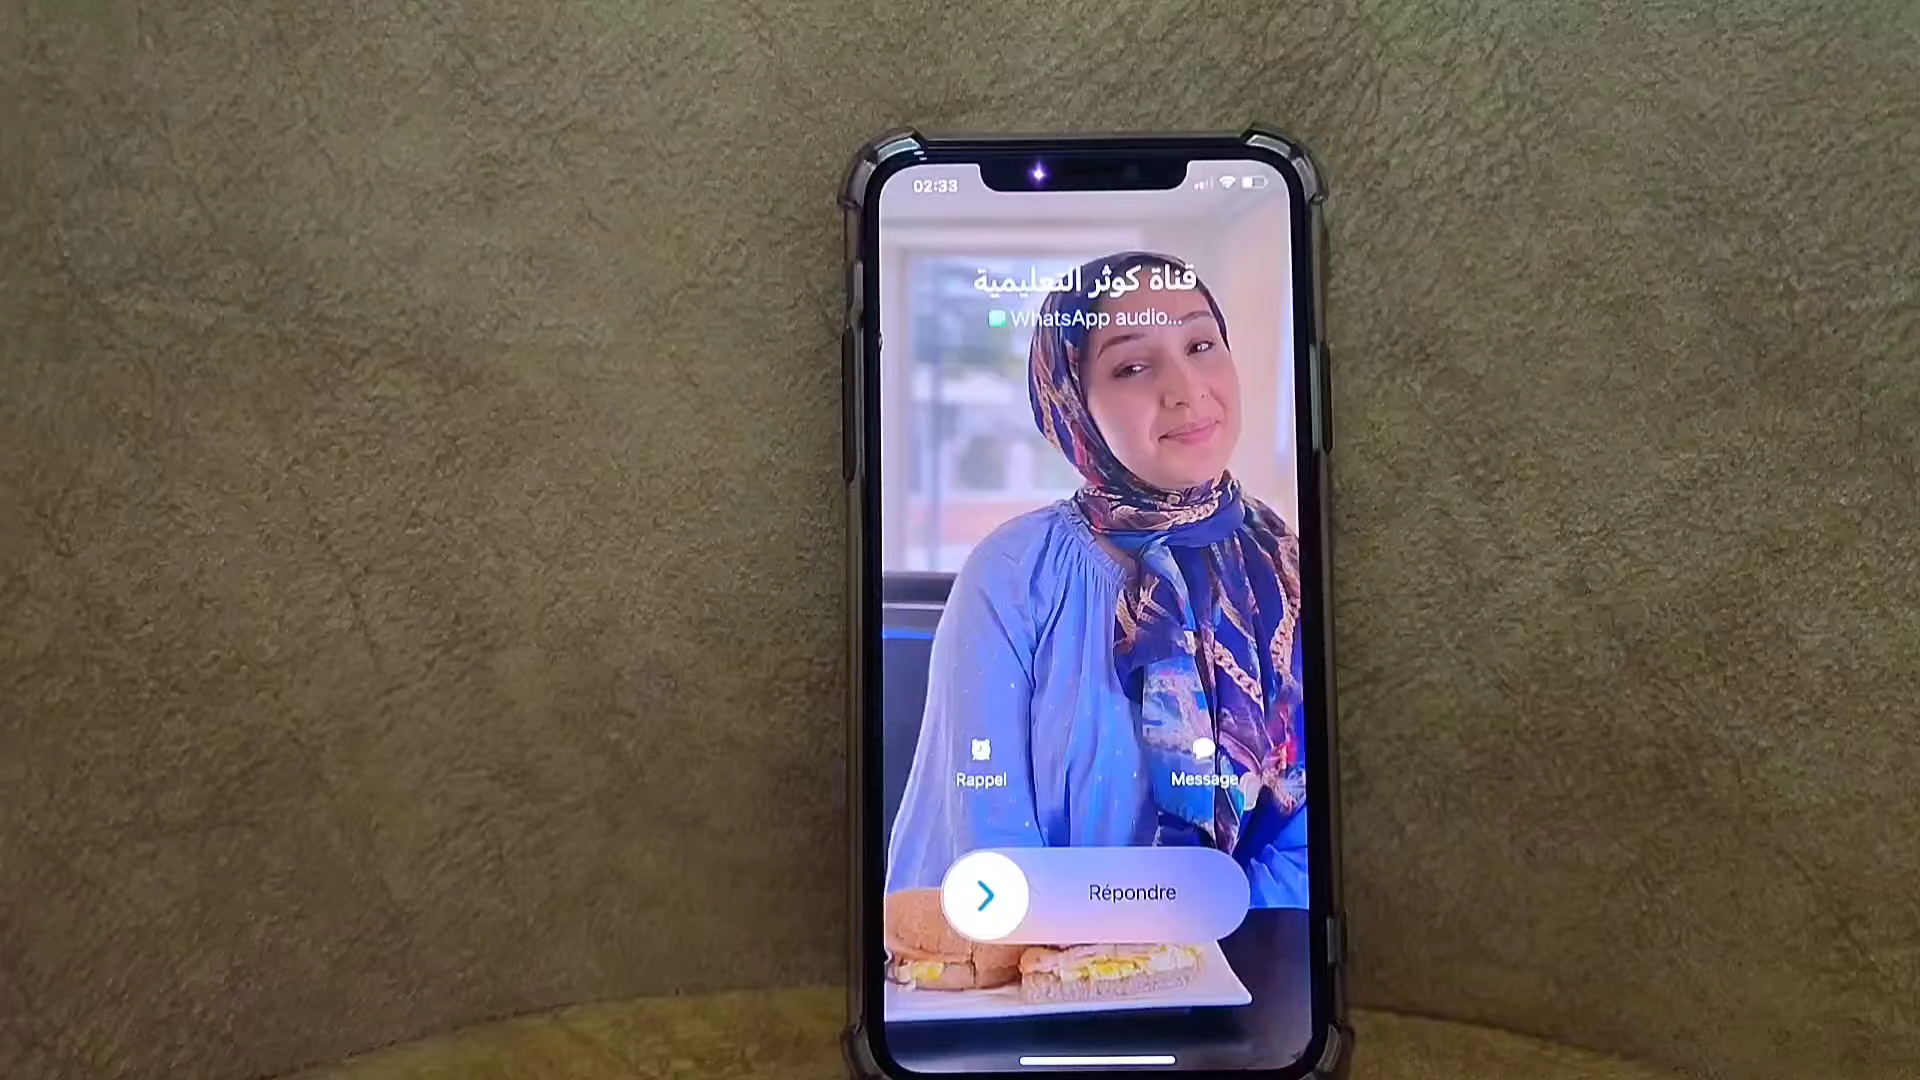 02:33
قناة كوثر التعليمية
WhatsApp audio...
Rappel
Message
Répondre